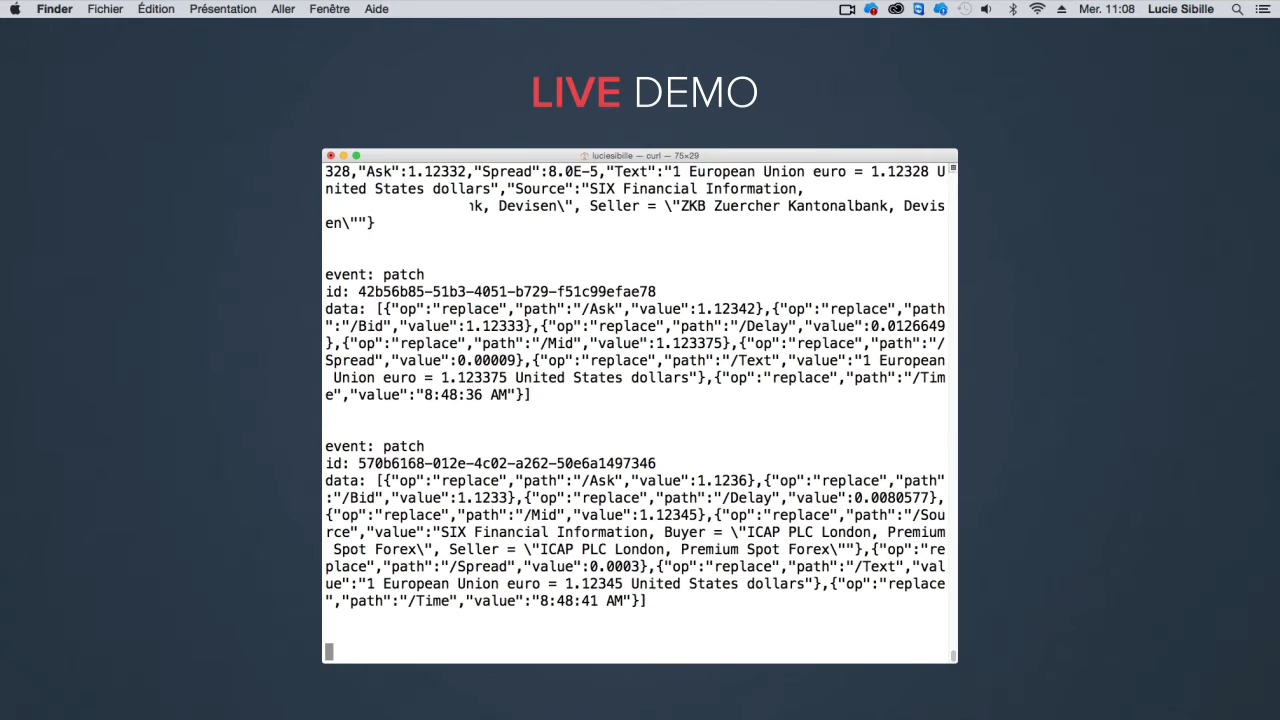 Finder Fichier Édition Présentation Aller Fenêtre Aide Mer. 11:08 Lucie Sibille
LIVE DEMO
luciesibille — curl — 75×29
328,"Ask":1.12332,"Spread":8.0E-5,"Text":"1 European Union euro = 1.12328 U
nited States dollars","Source":"SIX Financial Information,
nk, Devisen\", Seller = \"ZKB Zuercher Kantonalbank, Devis
en\""}
event: patch
id: 42b56b85-51b3-4051-b729-f51c99efae78
data: [{"op":"replace","path":"/Ask","value":1.12342},{"op":"replace","path
":"/Bid","value":1.12333},{"op":"replace","path":"/Delay","value":0.0126649
},{"op":"replace","path":"/Mid","value":1.123375},{"op":"replace","path":"/
Spread","value":0.00009},{"op":"replace","path":"/Text","value":"1 European
 Union euro = 1.123375 United States dollars"},{"op":"replace","path":"/Tim
e","value":"8:48:36 AM"}]
event: patch
id: 570b6168-012e-4c02-a262-50e6a1497346
data: [{"op":"replace","path":"/Ask","value":1.1236},{"op":"replace","path"
:"/Bid","value":1.1233},{"op":"replace","path":"/Delay","value":0.0080577},
{"op":"replace","path":"/Mid","value":1.12345},{"op":"replace","path":"/Sou
rce","value":"SIX Financial Information, Buyer = \"ICAP PLC London, Premium
 Spot Forex\", Seller = \"ICAP PLC London, Premium Spot Forex\""},{"op":"re
place","path":"/Spread","value":0.0003},{"op":"replace","path":"/Text","val
ue":"1 European Union euro = 1.12345 United States dollars"},{"op":"replace
","path":"/Time","value":"8:48:41 AM"}]